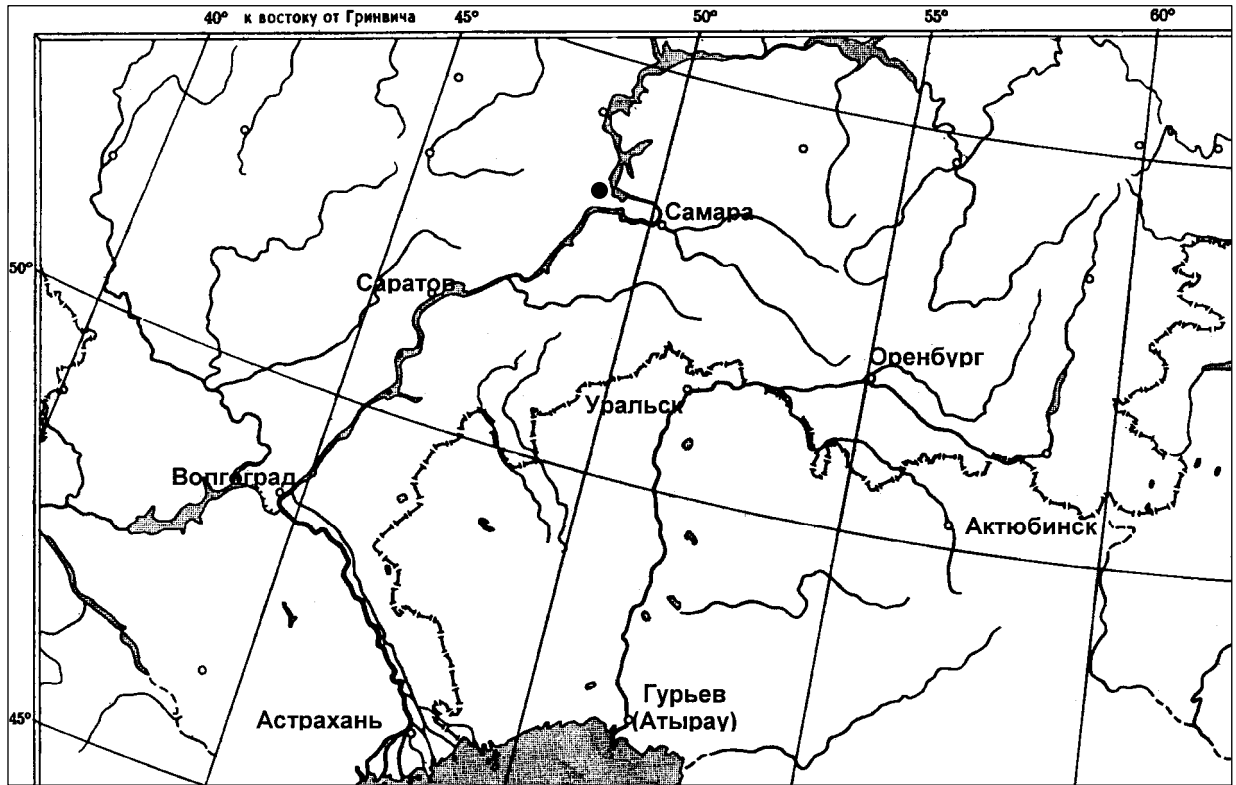 40° к востоку от Гринвича 45° 50° 55° 60°
Самара
50°
Саратов
Оренбург
Уральск
Волгоград
Актюбинск
Гурьев
(Атырау)
Астрахань
45°